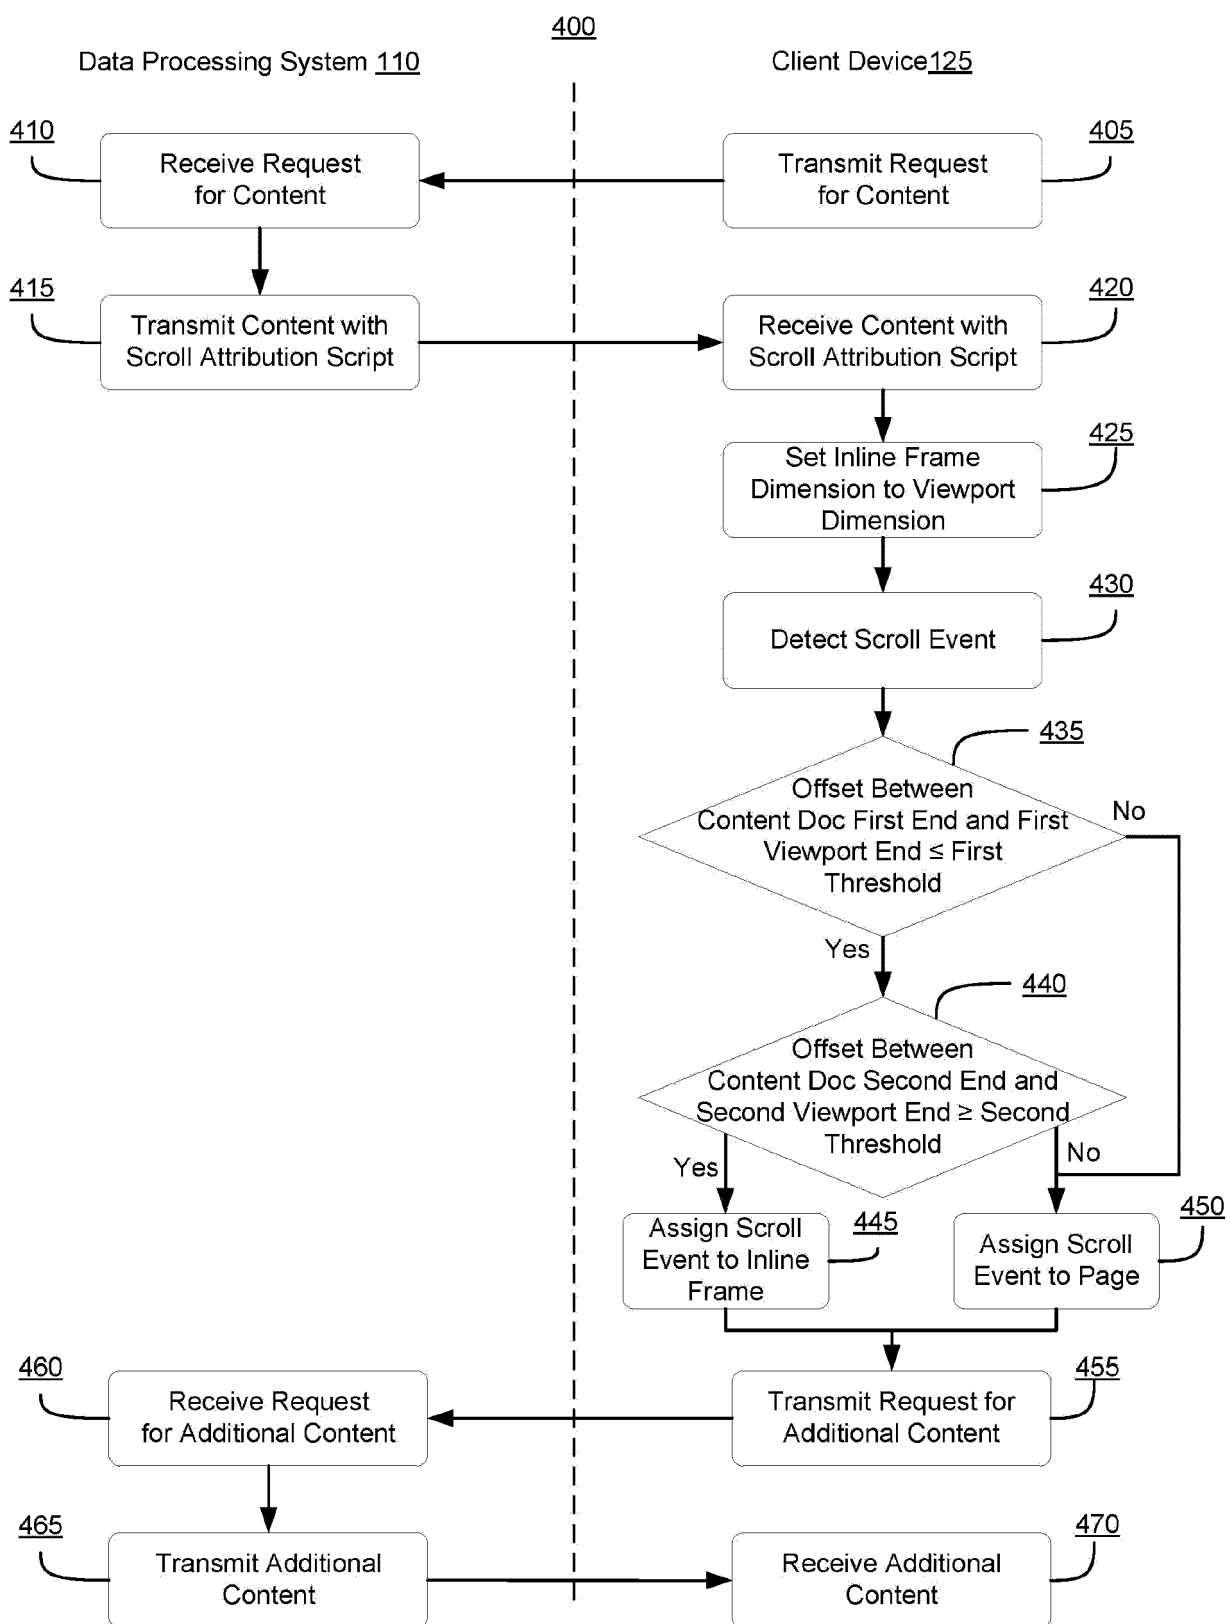 400
Data Processing System 110
Client Device125
410
Receive Request
for Content
Transmit Request
for Content
405
415
Transmit Content with
Scroll Attribution Script
Receive Content with
Scroll Attribution Script
420
Set Inline Frame
Dimension to Viewport
Dimension
425
Detect Scroll Event
430
435
Offset Between
Content Doc First End and First
Viewport End ≤ First
Threshold
No
Yes
440
Offset Between
Content Doc Second End and
Second Viewport End ≥ Second
Threshold
Yes
No
Assign Scroll
Event to Inline
Frame
445
Assign Scroll
Event to Page
450
460
Receive Request
for Additional Content
Transmit Request for
Additional Content
455
465
Transmit Additional
Content
Receive Additional
Content
470